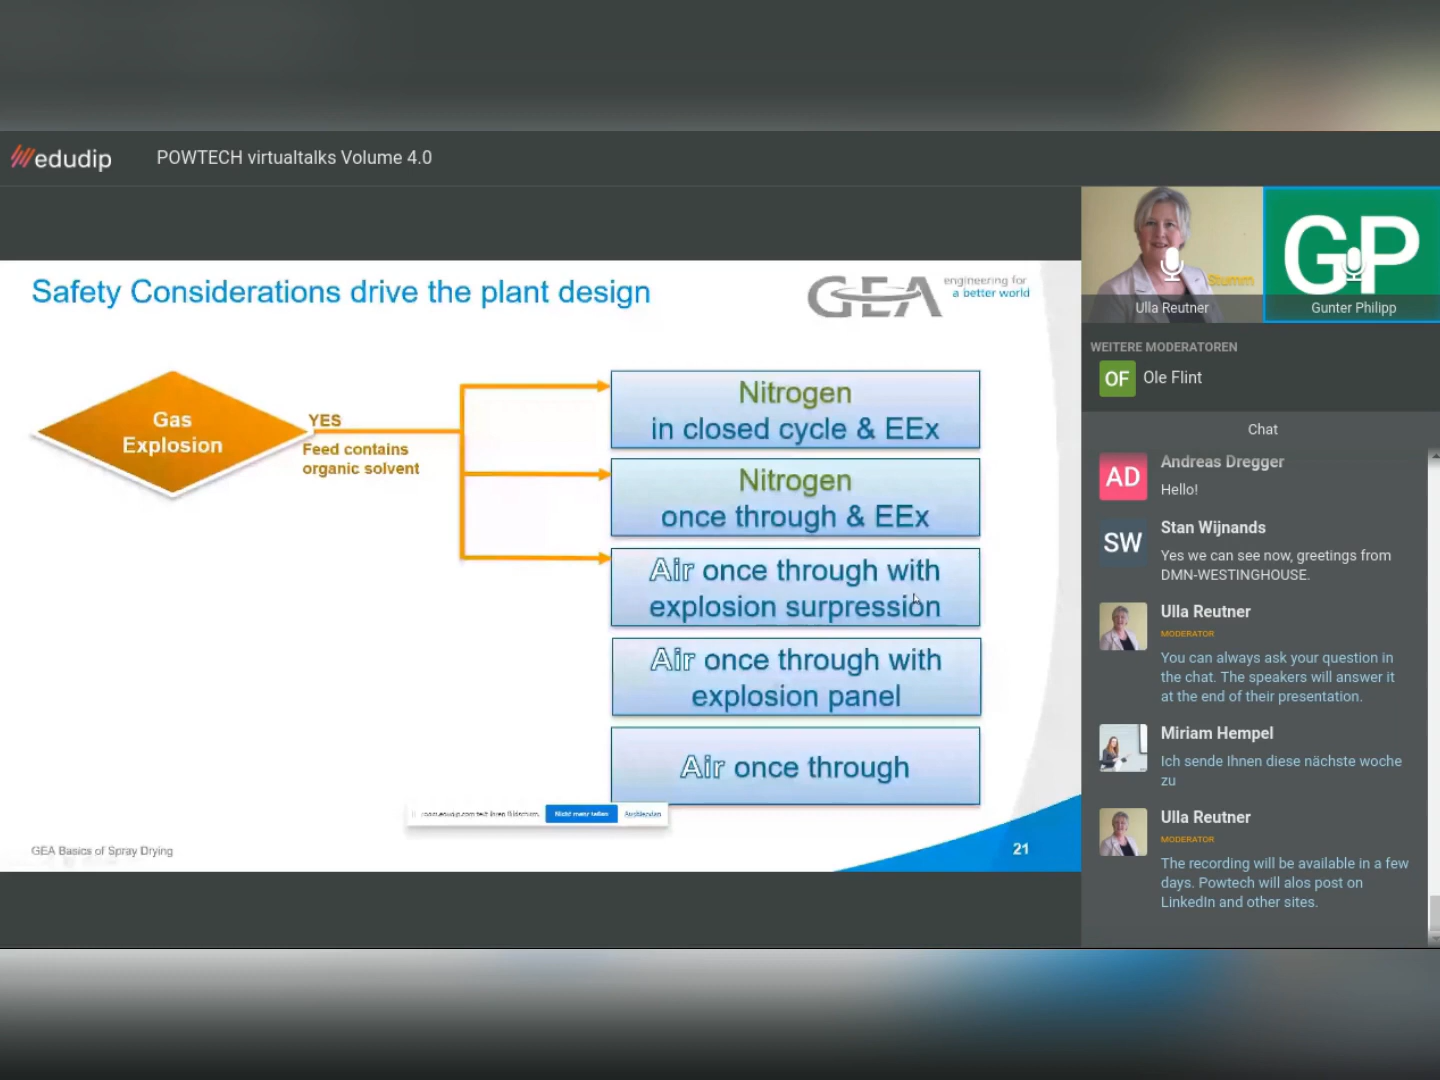 edudip
POWTECH virtualtalks Volume 4.0
Safety Considerations drive the plant design
GEA
engineering for
a better world
Gas
Explosion
YES
Feed contains
organic solvent
Nitrogen
in closed cycle & EEx
Nitrogen
once through & EEx
Air once through with
explosion surpression
Air once through with
explosion panel
Air once through
Nicht mehr teilen
Ausblenden
GEA Basics of Spray Drying
21
Stumm
Ulla Reutner
GP
Gunter Philipp
WEITERE MODERATOREN
OF
Ole Flint
Chat
AD
Andreas Dregger
Hello!
SW
Stan Wijnands
Yes we can see now, greetings from
DMN-WESTINGHOUSE.
Ulla Reutner
MODERATOR
You can always ask your question in
the chat. The speakers will answer it
at the end of their presentation.
Miriam Hempel
Ich sende Ihnen diese nächste woche
zu
Ulla Reutner
MODERATOR
The recording will be available in a few
days. Powtech will alos post on
LinkedIn and other sites.